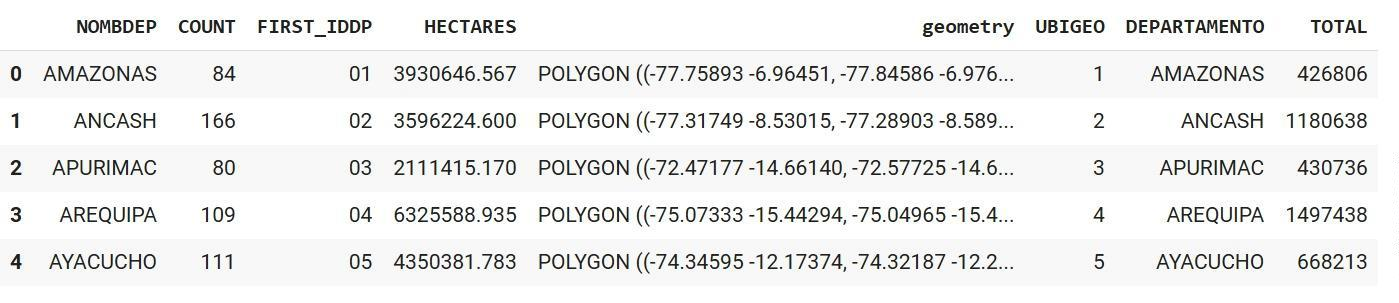 NOMBDEP COUNT FIRST_IDDP HECTARES geometry UBIGEO DEPARTAMENTO TOTAL
0 AMAZONAS 84 01 3930646.567 POLYGON ((-77.75893 -6.96451, -77.84586 -6.976... 1 AMAZONAS 426806
1 ANCASH 166 02 3596224.600 POLYGON ((-77.31749 -8.53015, -77.28903 -8.589... 2 ANCASH 1180638
2 APURIMAC 80 03 2111415.170 POLYGON ((-72.47177 -14.66140, -72.57725 -14.6... 3 APURIMAC 430736
3 AREQUIPA 109 04 6325588.935 POLYGON ((-75.07333 -15.44294, -75.04965 -15.4... 4 AREQUIPA 1497438
4 AYACUCHO 111 05 4350381.783 POLYGON ((-74.34595 -12.17374, -74.32187 -12.2... 5 AYACUCHO 668213